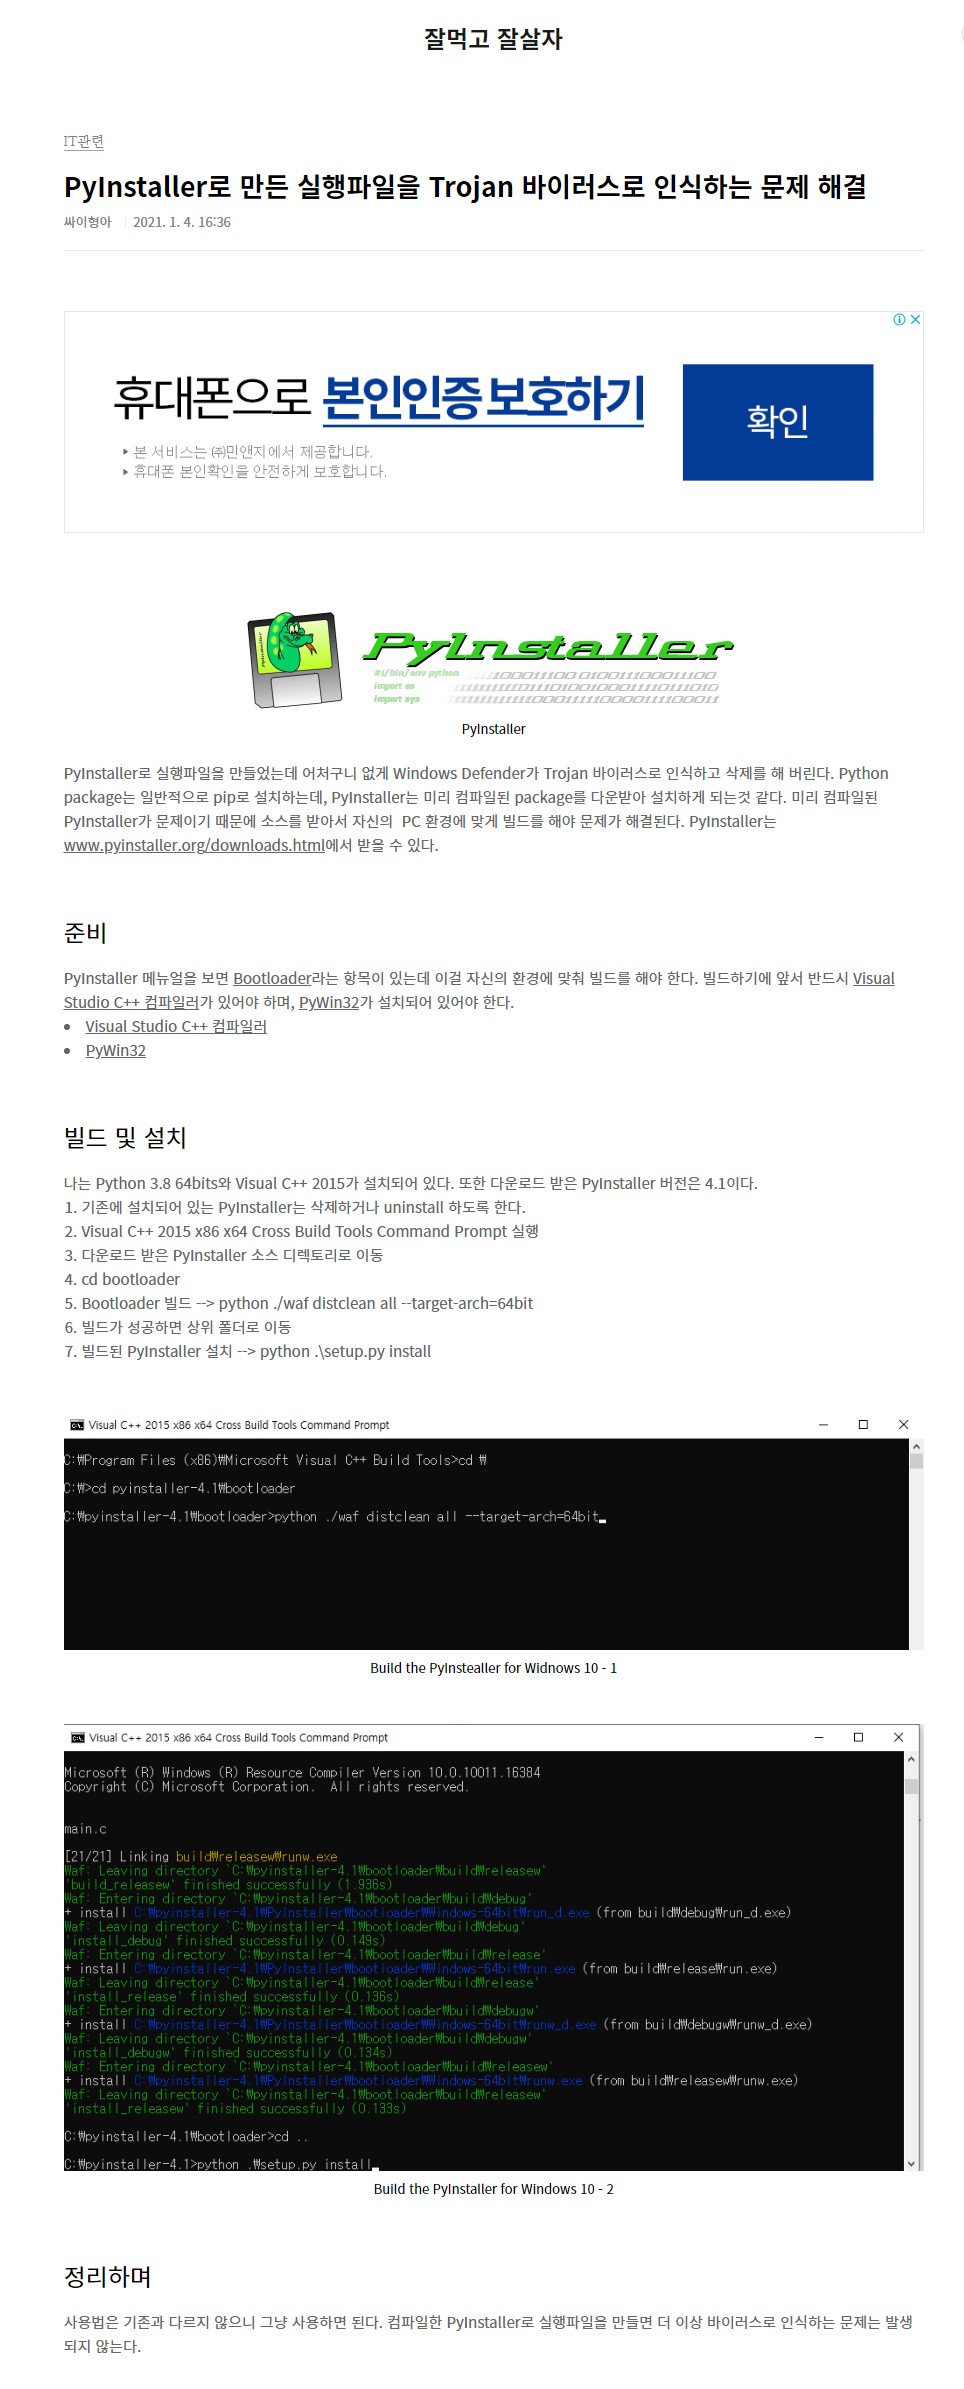 잘먹고 잘살자
IT관련
PyInstaller로 만든 실행파일을 Trojan 바이러스로 인식하는 문제 해결
싸이형아 2021. 1. 4. 16:36
휴대폰으로 본인인증 보호하기
확인
▸ 본 서비스는 ㈜민앤지에서 제공합니다.
▸ 휴대폰 본인확인을 안전하게 보호합니다.
PyInstaller
#!/bin/env python
import os
import sys
PyInstaller
PyInstaller로 실행파일을 만들었는데 어처구니 없게 Windows Defender가 Trojan 바이러스로 인식하고 삭제를 해 버린다. Python
package는 일반적으로 pip로 설치하는데, PyInstaller는 미리 컴파일된 package를 다운받아 설치하게 되는것 같다. 미리 컴파일된
PyInstaller가 문제이기 때문에 소스를 받아서 자신의  PC 환경에 맞게 빌드를 해야 문제가 해결된다. PyInstaller는
www.pyinstaller.org/downloads.html에서 받을 수 있다.
준비
PyInstaller 메뉴얼을 보면 Bootloader라는 항목이 있는데 이걸 자신의 환경에 맞춰 빌드를 해야 한다. 빌드하기에 앞서 반드시 Visual
Studio C++ 컴파일러가 있어야 하며, PyWin32가 설치되어 있어야 한다.
• Visual Studio C++ 컴파일러
• PyWin32
빌드 및 설치
나는 Python 3.8 64bits와 Visual C++ 2015가 설치되어 있다. 또한 다운로드 받은 PyInstaller 버전은 4.1이다.
1. 기존에 설치되어 있는 PyInstaller는 삭제하거나 uninstall 하도록 한다.
2. Visual C++ 2015 x86 x64 Cross Build Tools Command Prompt 실행
3. 다운로드 받은 PyInstaller 소스 디렉토리로 이동
4. cd bootloader
5. Bootloader 빌드 --> python ./waf distclean all --target-arch=64bit
6. 빌드가 성공하면 상위 폴더로 이동
7. 빌드된 PyInstaller 설치 --> python .\setup.py install
Visual C++ 2015 x86 x64 Cross Build Tools Command Prompt
C:₩Program Files (x86)₩Microsoft Visual C++ Build Tools>cd ₩
C:₩>cd pyinstaller-4.1₩bootloader
C:₩pyinstaller-4.1₩bootloader>python ./waf distclean all --target-arch=64bit
Build the PyInstealler for Widnows 10 - 1
Visual C++ 2015 x86 x64 Cross Build Tools Command Prompt
Microsoft (R) Windows (R) Resource Compiler Version 10.0.10011.16384
Copyright (C) Microsoft Corporation.  All rights reserved.
main.c
[21/21] Linking build₩releasew₩runw.exe
Waf: Leaving directory `C:₩pyinstaller-4.1₩bootloader₩build₩releasew'
'build_releasew' finished successfully (1.936s)
Waf: Entering directory `C:₩pyinstaller-4.1₩bootloader₩build₩debug'
+ install C:₩pyinstaller-4.1₩PyInstaller₩bootloader₩Windows-64bit₩run_d.exe (from build₩debug₩run_d.exe)
Waf: Leaving directory `C:₩pyinstaller-4.1₩bootloader₩build₩debug'
'install_debug' finished successfully (0.149s)
Waf: Entering directory `C:₩pyinstaller-4.1₩bootloader₩build₩release'
+ install C:₩pyinstaller-4.1₩PyInstaller₩bootloader₩Windows-64bit₩run.exe (from build₩release₩run.exe)
Waf: Leaving directory `C:₩pyinstaller-4.1₩bootloader₩build₩release'
'install_release' finished successfully (0.136s)
Waf: Entering directory `C:₩pyinstaller-4.1₩bootloader₩build₩debugw'
+ install C:₩pyinstaller-4.1₩PyInstaller₩bootloader₩Windows-64bit₩runw_d.exe (from build₩debugw₩runw_d.exe)
Waf: Leaving directory `C:₩pyinstaller-4.1₩bootloader₩build₩debugw'
'install_debugw' finished successfully (0.134s)
Waf: Entering directory `C:₩pyinstaller-4.1₩bootloader₩build₩releasew'
+ install C:₩pyinstaller-4.1₩PyInstaller₩bootloader₩Windows-64bit₩runw.exe (from build₩releasew₩runw.exe)
Waf: Leaving directory `C:₩pyinstaller-4.1₩bootloader₩build₩releasew'
'install_releasew' finished successfully (0.133s)
C:₩pyinstaller-4.1₩bootloader>cd ..
C:₩pyinstaller-4.1>python .₩setup.py install
Build the PyInstaller for Windows 10 - 2
정리하며
사용법은 기존과 다르지 않으니 그냥 사용하면 된다. 컴파일한 PyInstaller로 실행파일을 만들면 더 이상 바이러스로 인식하는 문제는 발생
되지 않는다.